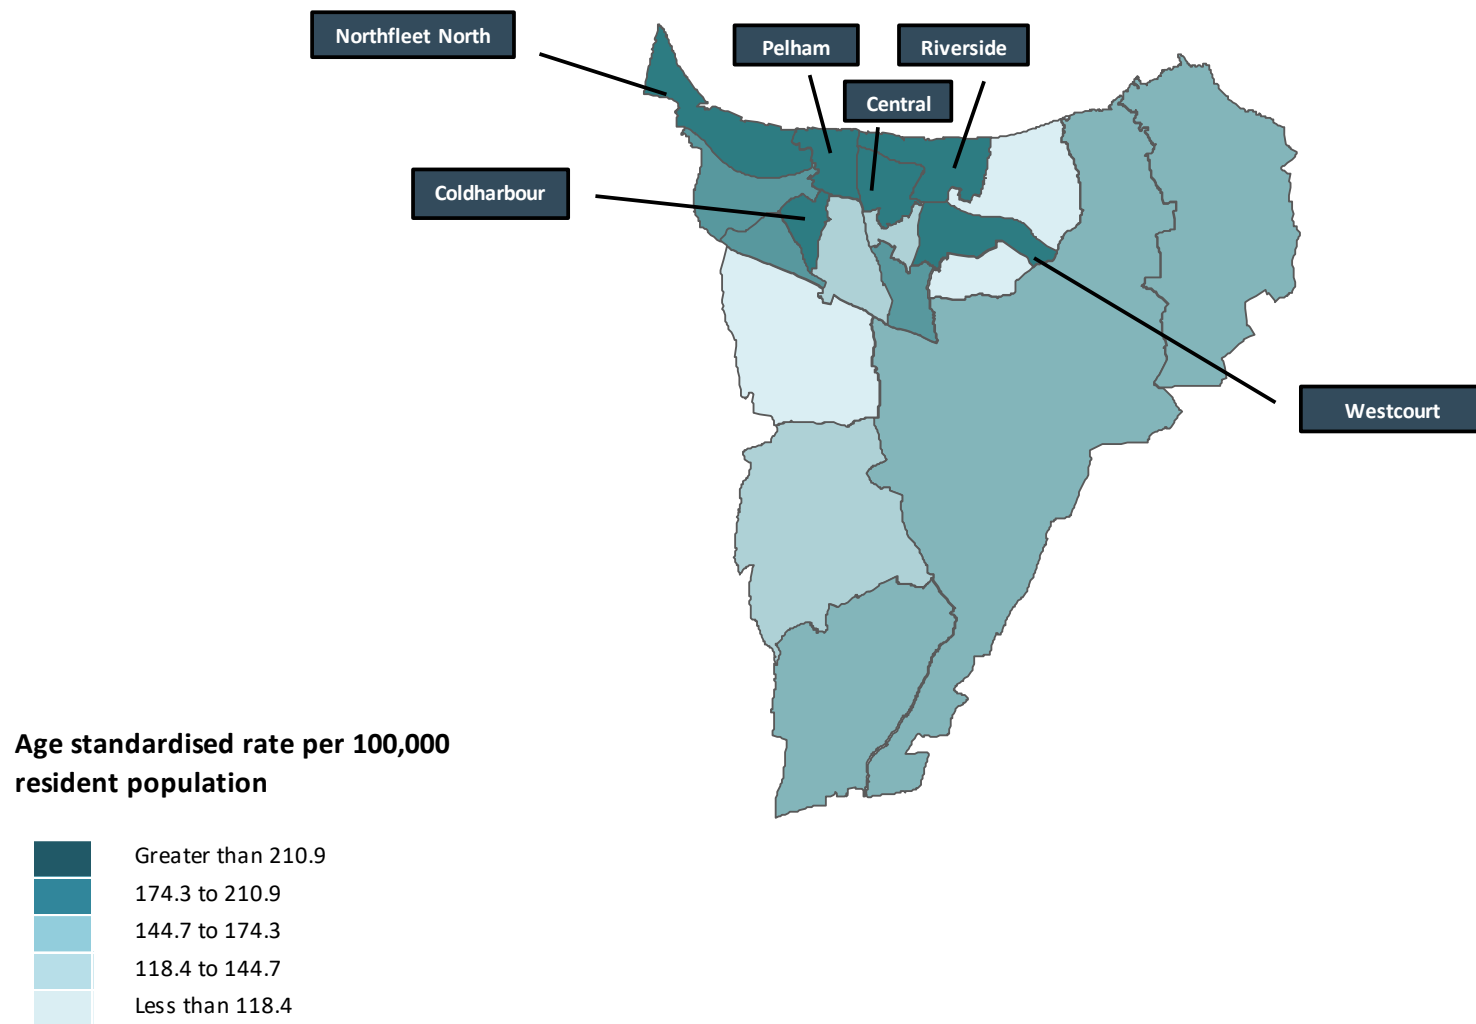 Northfleet North
Pelham
Riverside
Central
Coldharbour
Westcourt
Age standardised rate per 100,000
resident population
Greater than 210.9
174.3 to 210.9
144.7 to 174.3
118.4 to 144.7
Less than 118.4